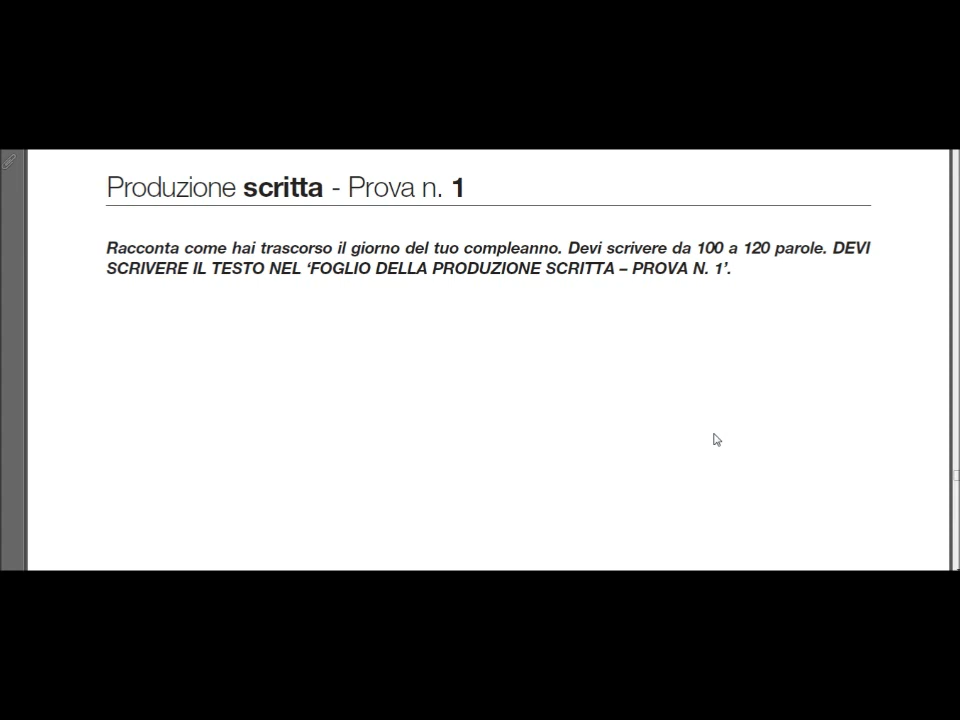 Produzione scritta - Prova n. 1
Racconta come hai trascorso il giorno del tuo compleanno. Devi scrivere da 100 a 120 parole. DEVI
SCRIVERE IL TESTO NEL ‘FOGLIO DELLA PRODUZIONE SCRITTA – PROVA N. 1’.